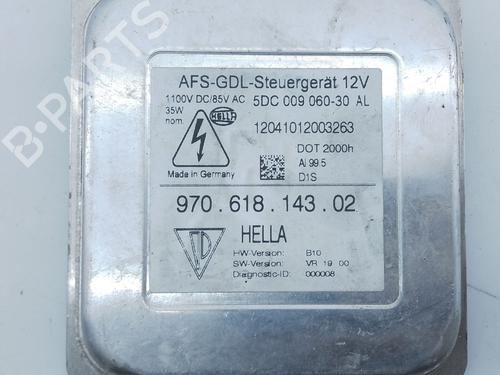 AFS-GDL-Steuergerät 12V
1100V DC/85V AC 5DC 009 060-30 AL
35W
nom.
HELLA
12041012003263
DOT 2000h
Al 99.5
D1S
Made in Germany
970.618.143.02
HELLA
HW-Version: B10
SW-Version: VR 19 00
Diagnostic-ID: 000008
B-PARTS